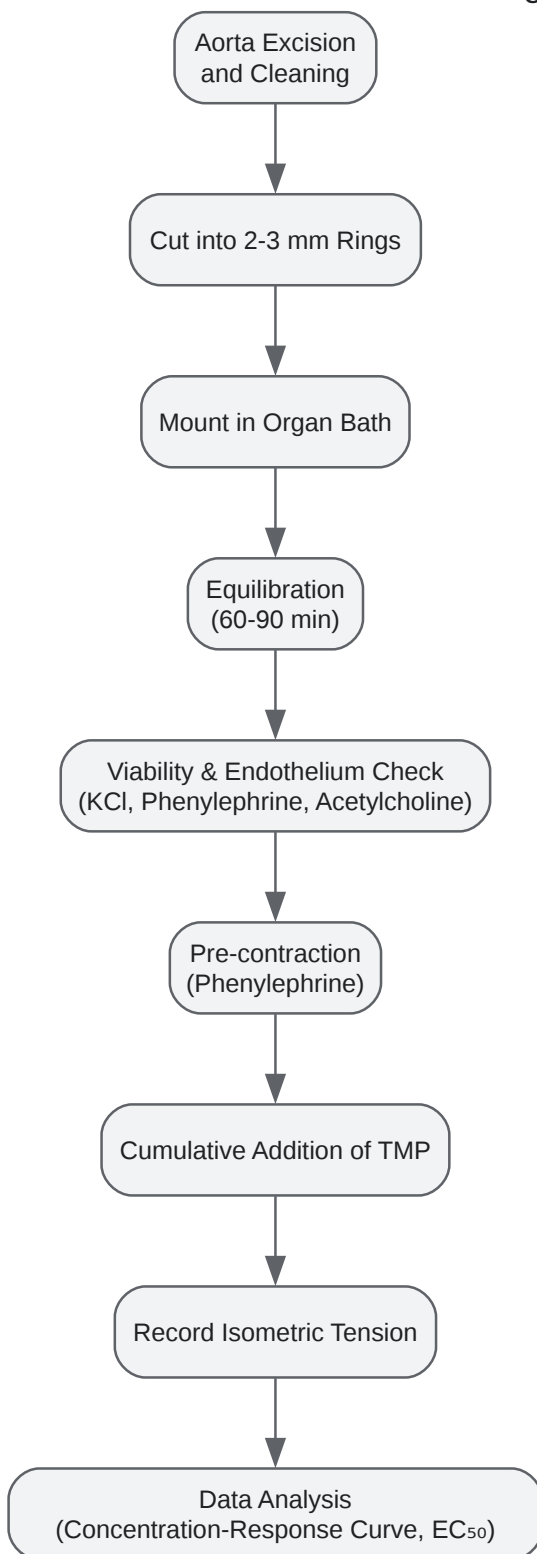 Aorta Excision
and Cleaning
Cut into 2-3 mm Rings
Mount in Organ Bath
Equilibration
(60-90 min)
Viability & Endothelium Check
(KCl, Phenylephrine, Acetylcholine)
Pre-contraction
(Phenylephrine)
Cumulative Addition of TMP
Record Isometric Tension
Data Analysis
(Concentration-Response Curve, EC₅₀)